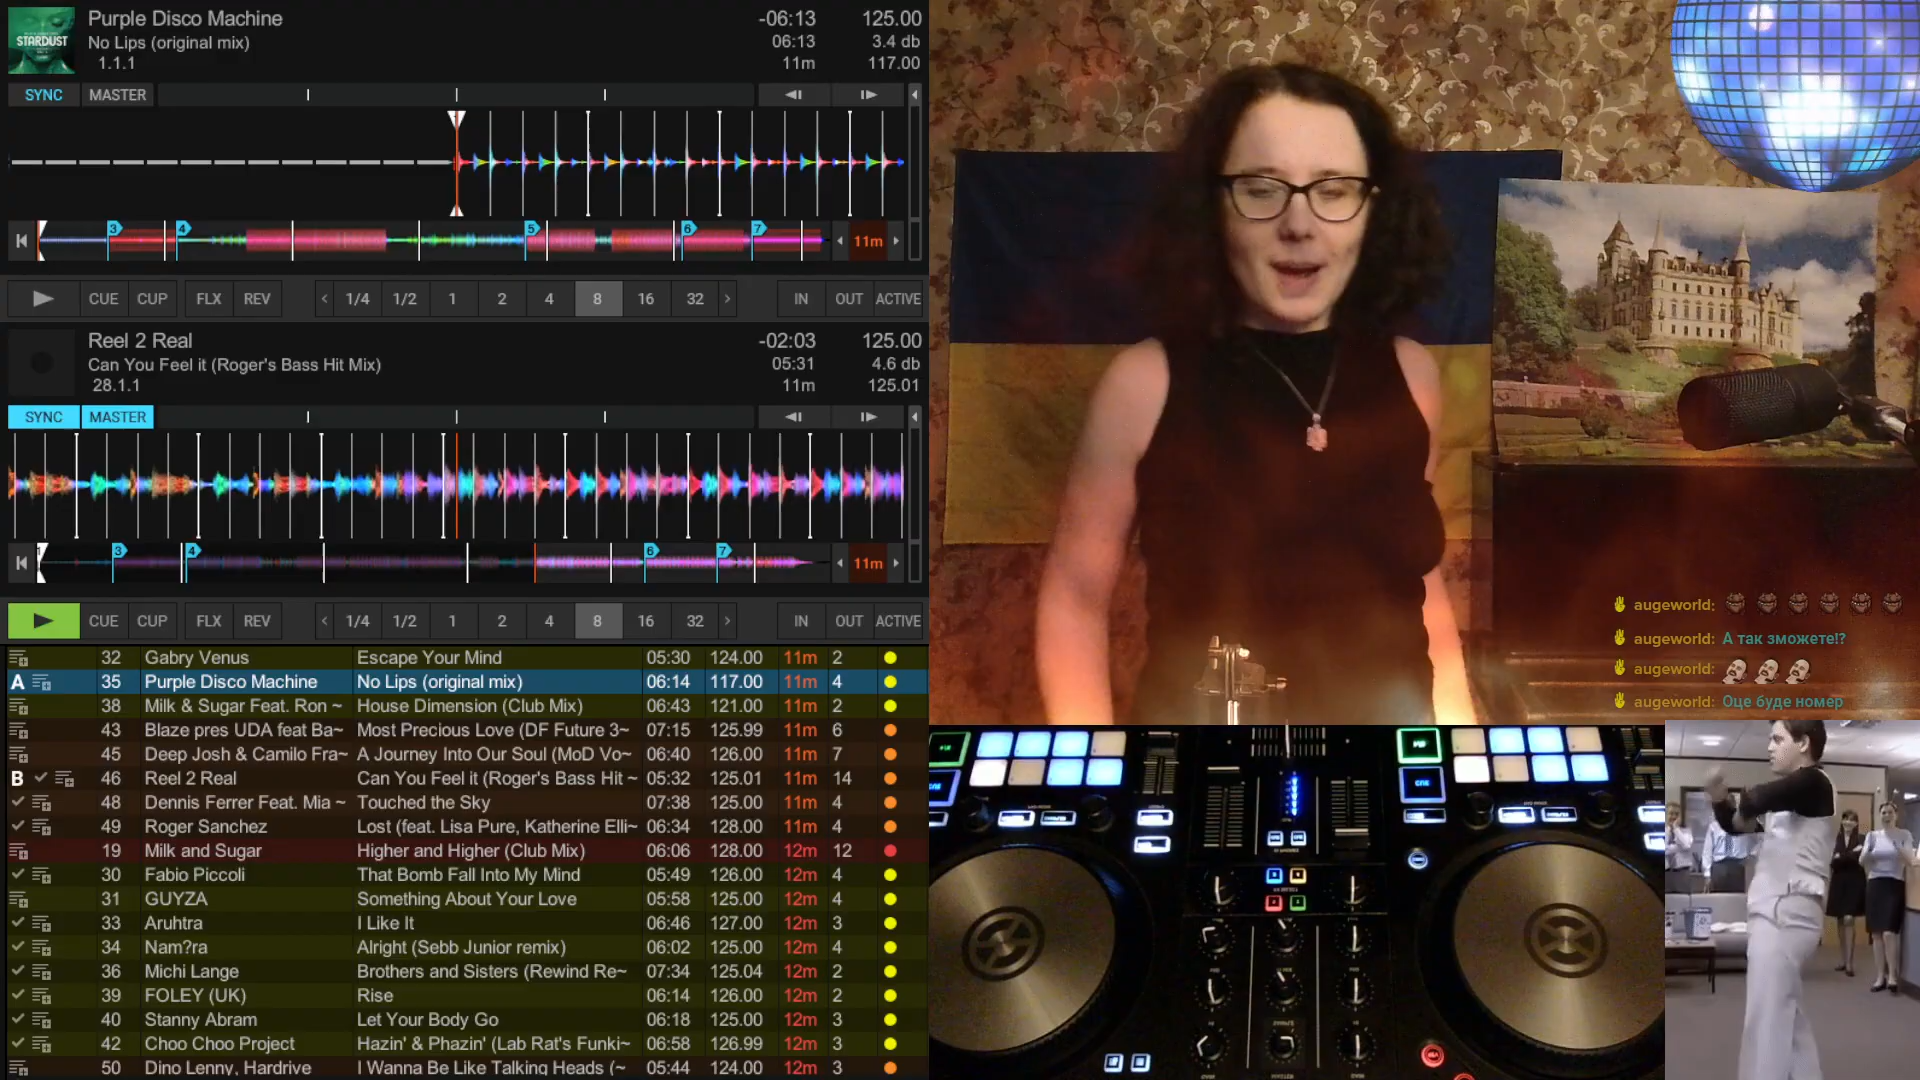 STARDUST
Purple Disco Machine -06:13 125.00
No Lips (original mix) 06:13 3.4 db
1.1.1 11m 117.00
SYNC MASTER
3 4 5 6 7 11m
CUE CUP FLX REV 1/4 1/2 1 2 4 8 16 32 IN OUT ACTIVE
Reel 2 Real -02:03 125.00
Can You Feel it (Roger's Bass Hit Mix) 05:31 4.6 db
28.1.1 11m 125.01
SYNC MASTER
1 3 4 6 7 11m
CUE CUP FLX REV 1/4 1/2 1 2 4 8 16 32 IN OUT ACTIVE
32 Gabry Venus Escape Your Mind 05:30 124.00 11m 2
A 35 Purple Disco Machine No Lips (original mix) 06:14 117.00 11m 4
38 Milk & Sugar Feat. Ron ~ House Dimension (Club Mix) 06:43 121.00 11m 2
43 Blaze pres UDA feat Ba~ Most Precious Love (DF Future 3~ 07:15 125.99 11m 6
45 Deep Josh & Camilo Fra~ A Journey Into Our Soul (MoD Vo~ 06:40 126.00 11m 7
B 46 Reel 2 Real Can You Feel it (Roger's Bass Hit ~ 05:32 125.01 11m 14
48 Dennis Ferrer Feat. Mia ~ Touched the Sky 07:38 125.00 11m 4
49 Roger Sanchez Lost (feat. Lisa Pure, Katherine Elli~ 06:34 128.00 11m 4
19 Milk and Sugar Higher and Higher (Club Mix) 06:06 128.00 12m 12
30 Fabio Piccoli That Bomb Fall Into My Mind 05:49 126.00 12m 4
31 GUYZA Something About Your Love 05:58 125.00 12m 4
33 Aruhtra I Like It 06:46 127.00 12m 3
34 Nam?ra Alright (Sebb Junior remix) 06:02 125.00 12m 4
36 Michi Lange Brothers and Sisters (Rewind Re~ 07:34 125.04 12m 2
39 FOLEY (UK) Rise 06:14 126.00 12m 2
40 Stanny Abram Let Your Body Go 06:18 125.00 12m 3
42 Choo Choo Project Hazin' & Phazin' (Lab Rat's Funki~ 06:58 126.99 12m 3
50 Dino Lenny, Hardrive I Wanna Be Like Talking Heads (~ 05:44 124.00 12m 3
augeworld:
augeworld: А так зможете!?
augeworld:
augeworld: Оце буде номер